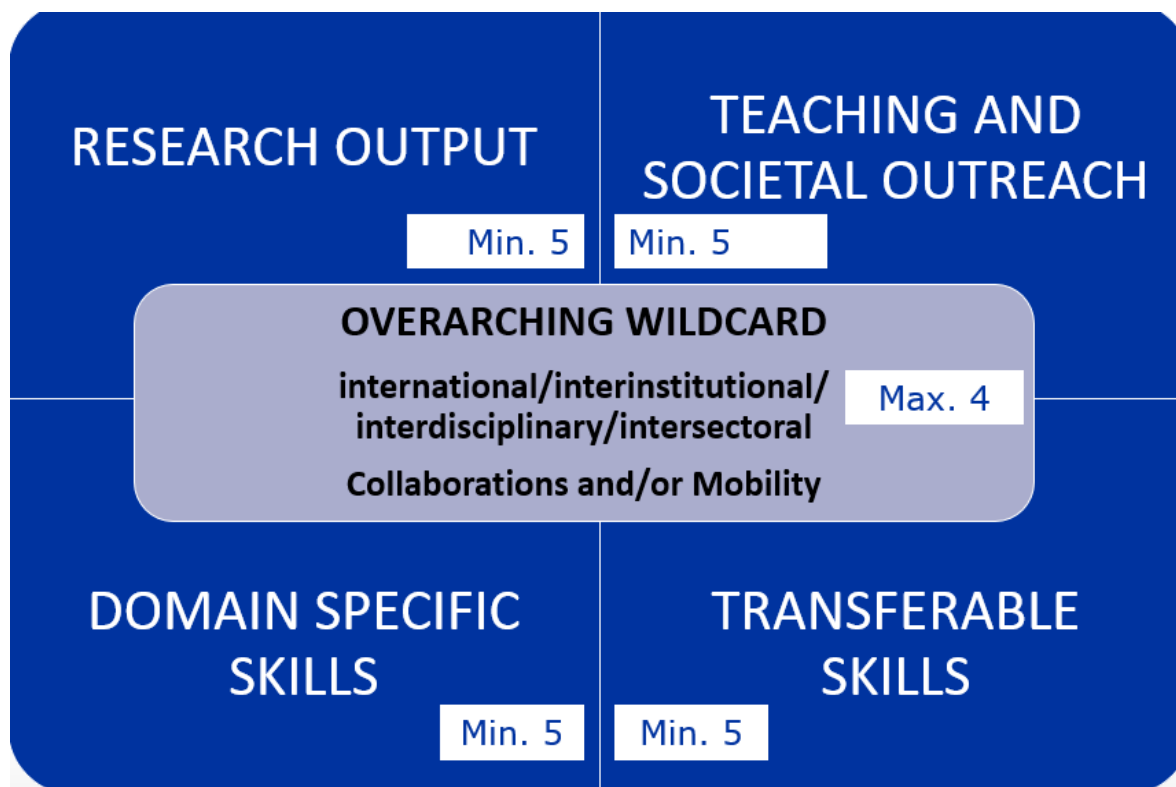 RESEARCH OUTPUT
Min. 5
TEACHING AND
SOCIETAL OUTREACH
Min. 5
OVERARCHING WILDCARD
international/interinstitutional/
interdisciplinary/intersectoral
Max. 4
Collaborations and/or Mobility
DOMAIN SPECIFIC
SKILLS
Min. 5
TRANSFERABLE
SKILLS
Min. 5